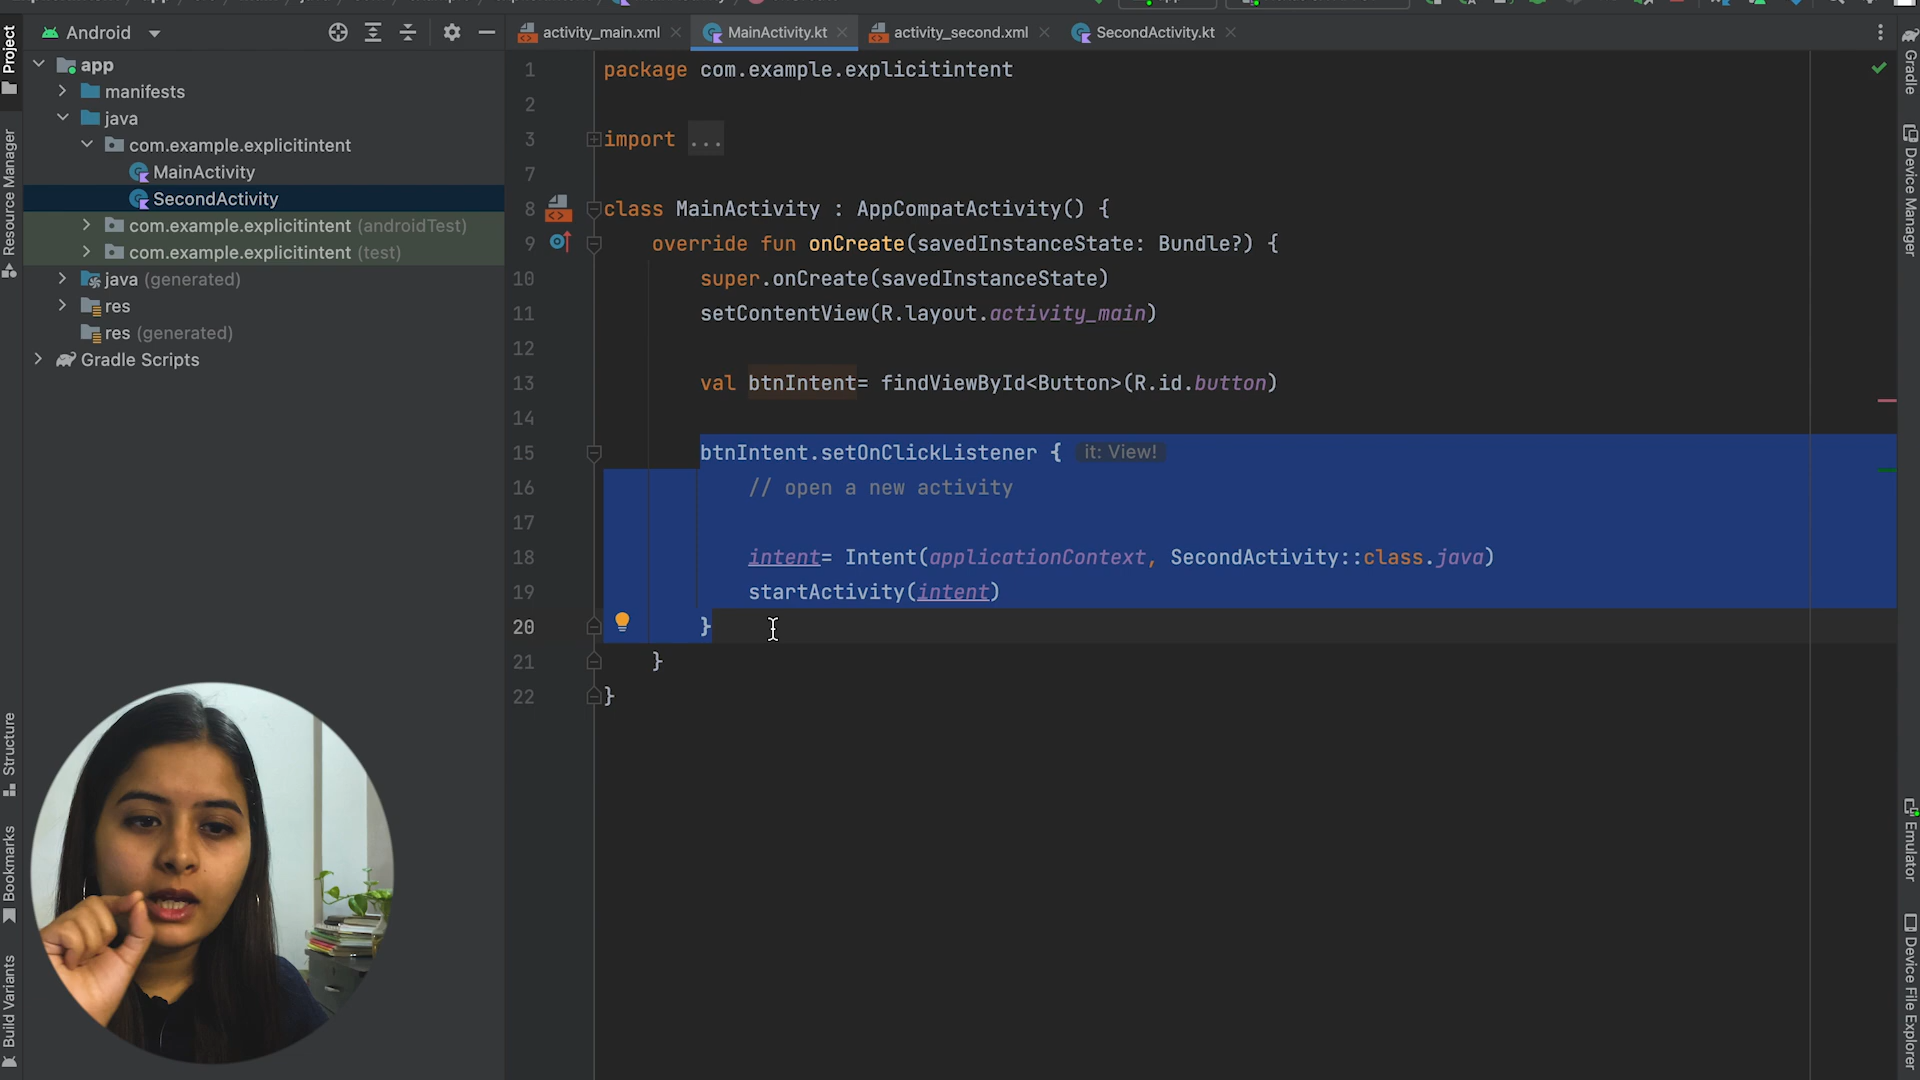 Android
activity_main.xml
MainActivity.kt
activity_second.xml
SecondActivity.kt
Project
Resource Manager
Structure
Bookmarks
Build Variants
app
manifests
java
com.example.explicitintent
MainActivity
SecondActivity
com.example.explicitintent (androidTest)
com.example.explicitintent (test)
java (generated)
res
res (generated)
Gradle Scripts
1 package com.example.explicitintent
2
3 import ...
7
8 class MainActivity : AppCompatActivity() {
9 override fun onCreate(savedInstanceState: Bundle?) {
10 super.onCreate(savedInstanceState)
11 setContentView(R.layout.activity_main)
12
13 val btnIntent= findViewById<Button>(R.id.button)
14
15 btnIntent.setOnClickListener { it: View!
16 // open a new activity
17
18 intent= Intent(applicationContext, SecondActivity::class.java)
19 startActivity(intent)
20 }
21 }
22 }
Gradle
Device Manager
Emulator
Device File Explorer